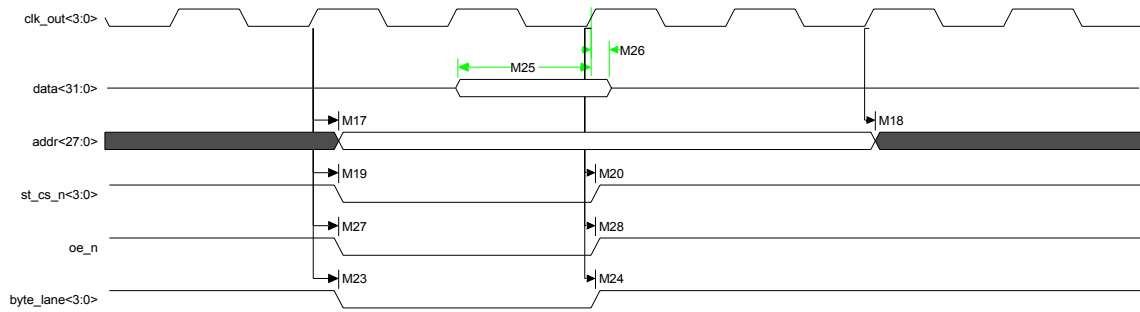 clk_out<3:0>
M26
M25
data<31:0>
M17
M18
addr<27:0>
M19
M20
st_cs_n<3:0>
M27
M28
oe_n
M23
M24
byte_lane<3:0>